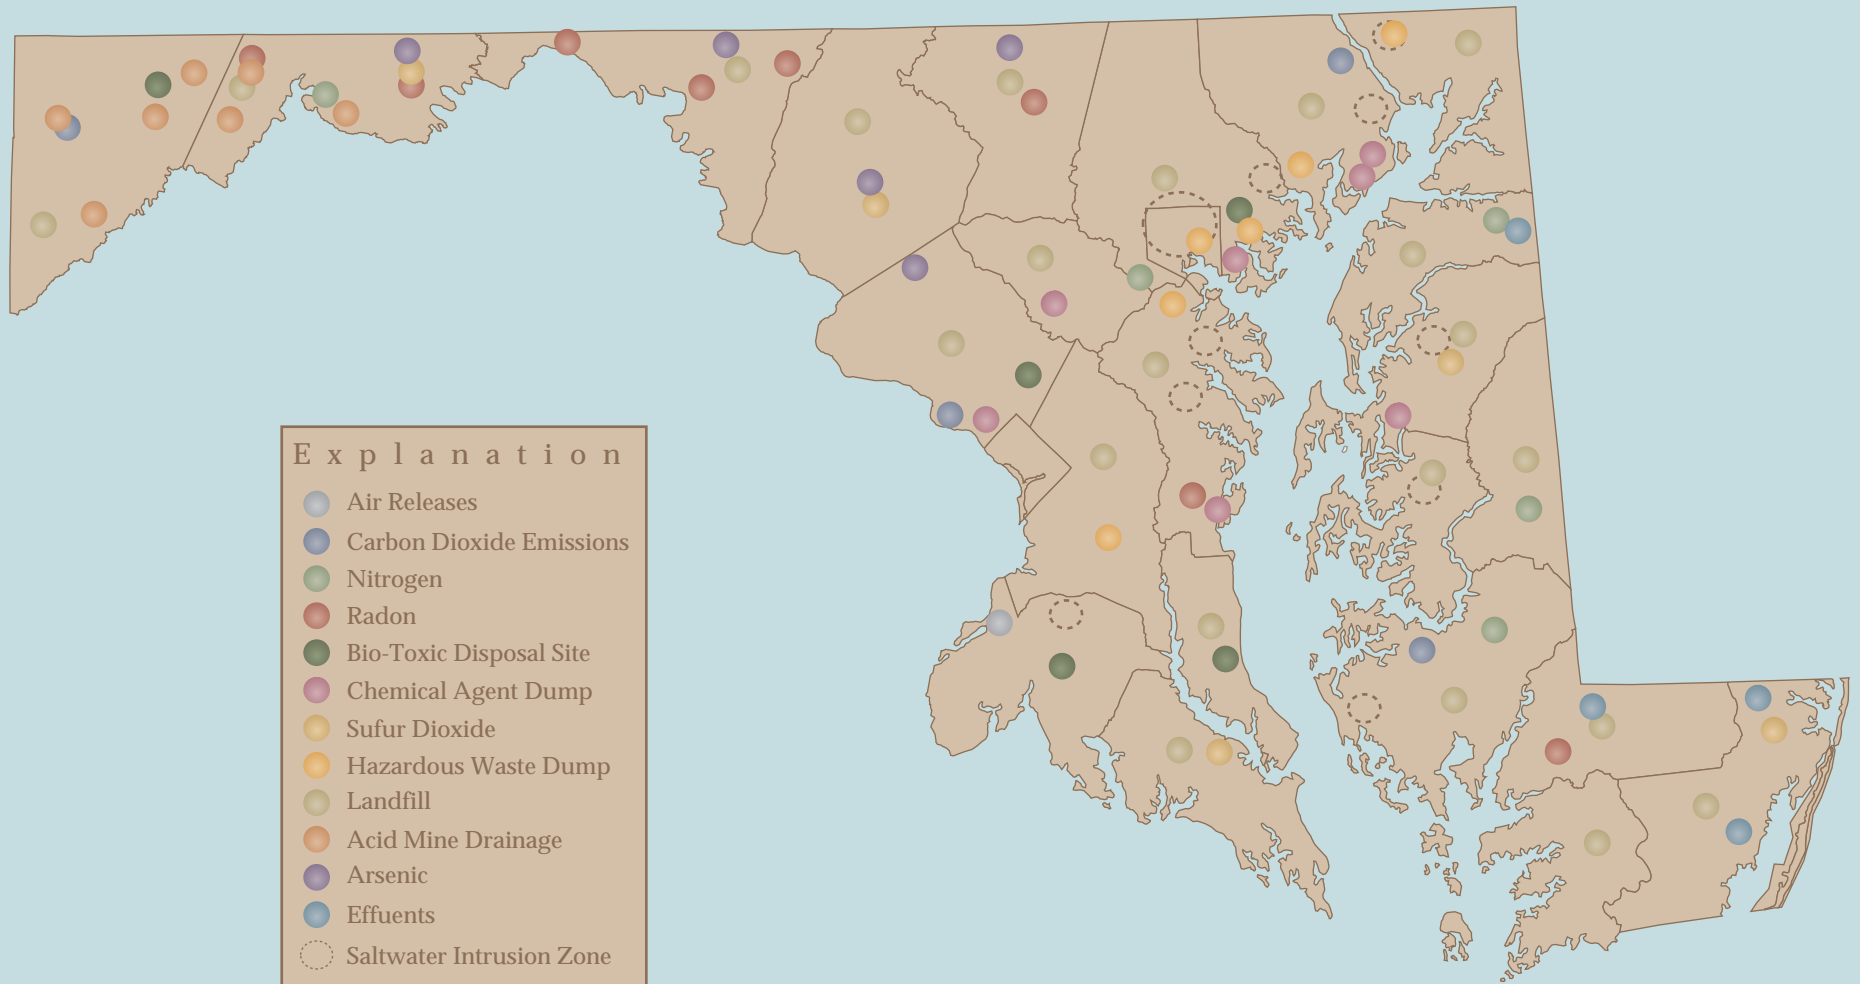 Explanation
Air Releases
Carbon Dioxide Emissions
Nitrogen
Radon
Bio-Toxic Disposal Site
Chemical Agent Dump
Sufur Dioxide
Hazardous Waste Dump
Landfill
Acid Mine Drainage
Arsenic
Effuents
Saltwater Intrusion Zone